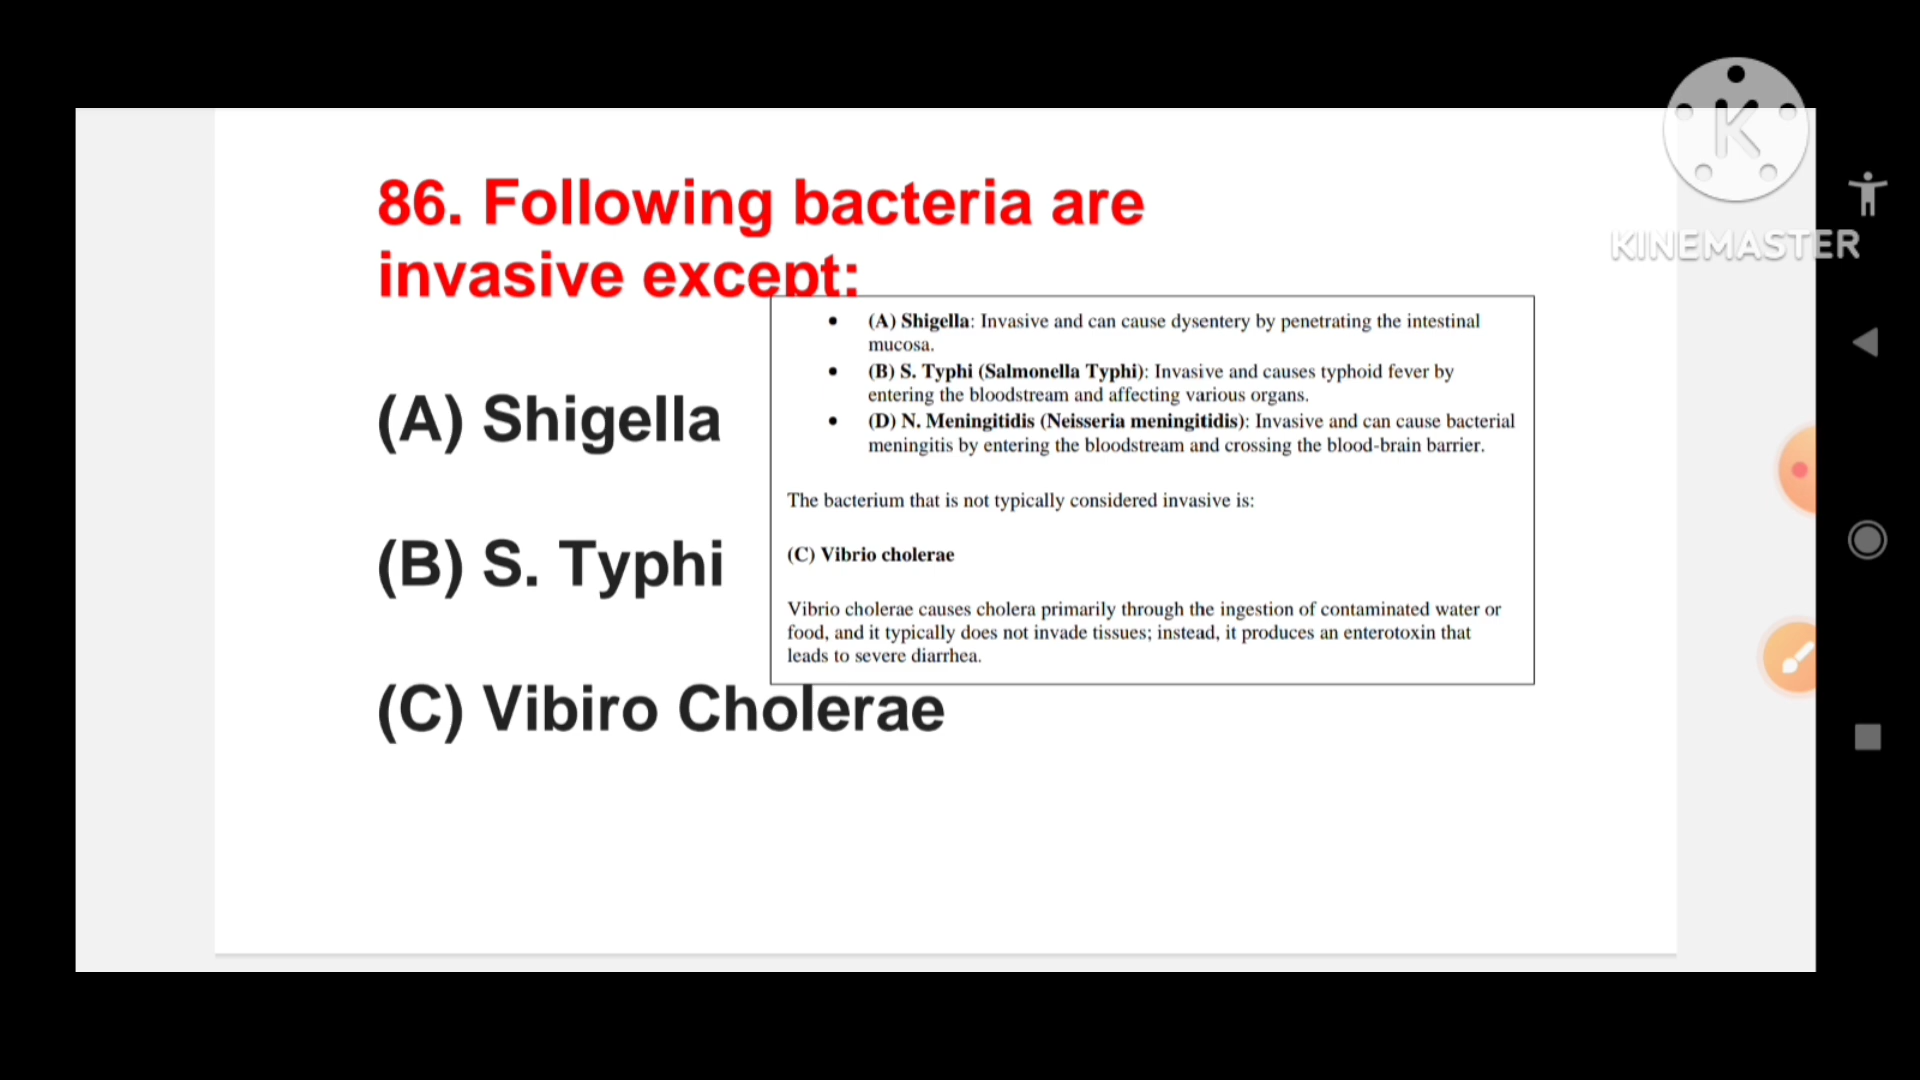 86. Following bacteria are
invasive except:
(A) Shigella
(B) S. Typhi
(C) Vibiro Cholerae
• (A) Shigella: Invasive and can cause dysentery by penetrating the intestinal
mucosa.
• (B) S. Typhi (Salmonella Typhi): Invasive and causes typhoid fever by
entering the bloodstream and affecting various organs.
• (D) N. Meningitidis (Neisseria meningitidis): Invasive and can cause bacterial
meningitis by entering the bloodstream and crossing the blood-brain barrier.
The bacterium that is not typically considered invasive is:
(C) Vibrio cholerae
Vibrio cholerae causes cholera primarily through the ingestion of contaminated water or
food, and it typically does not invade tissues; instead, it produces an enterotoxin that
leads to severe diarrhea.
K
KINEMASTER